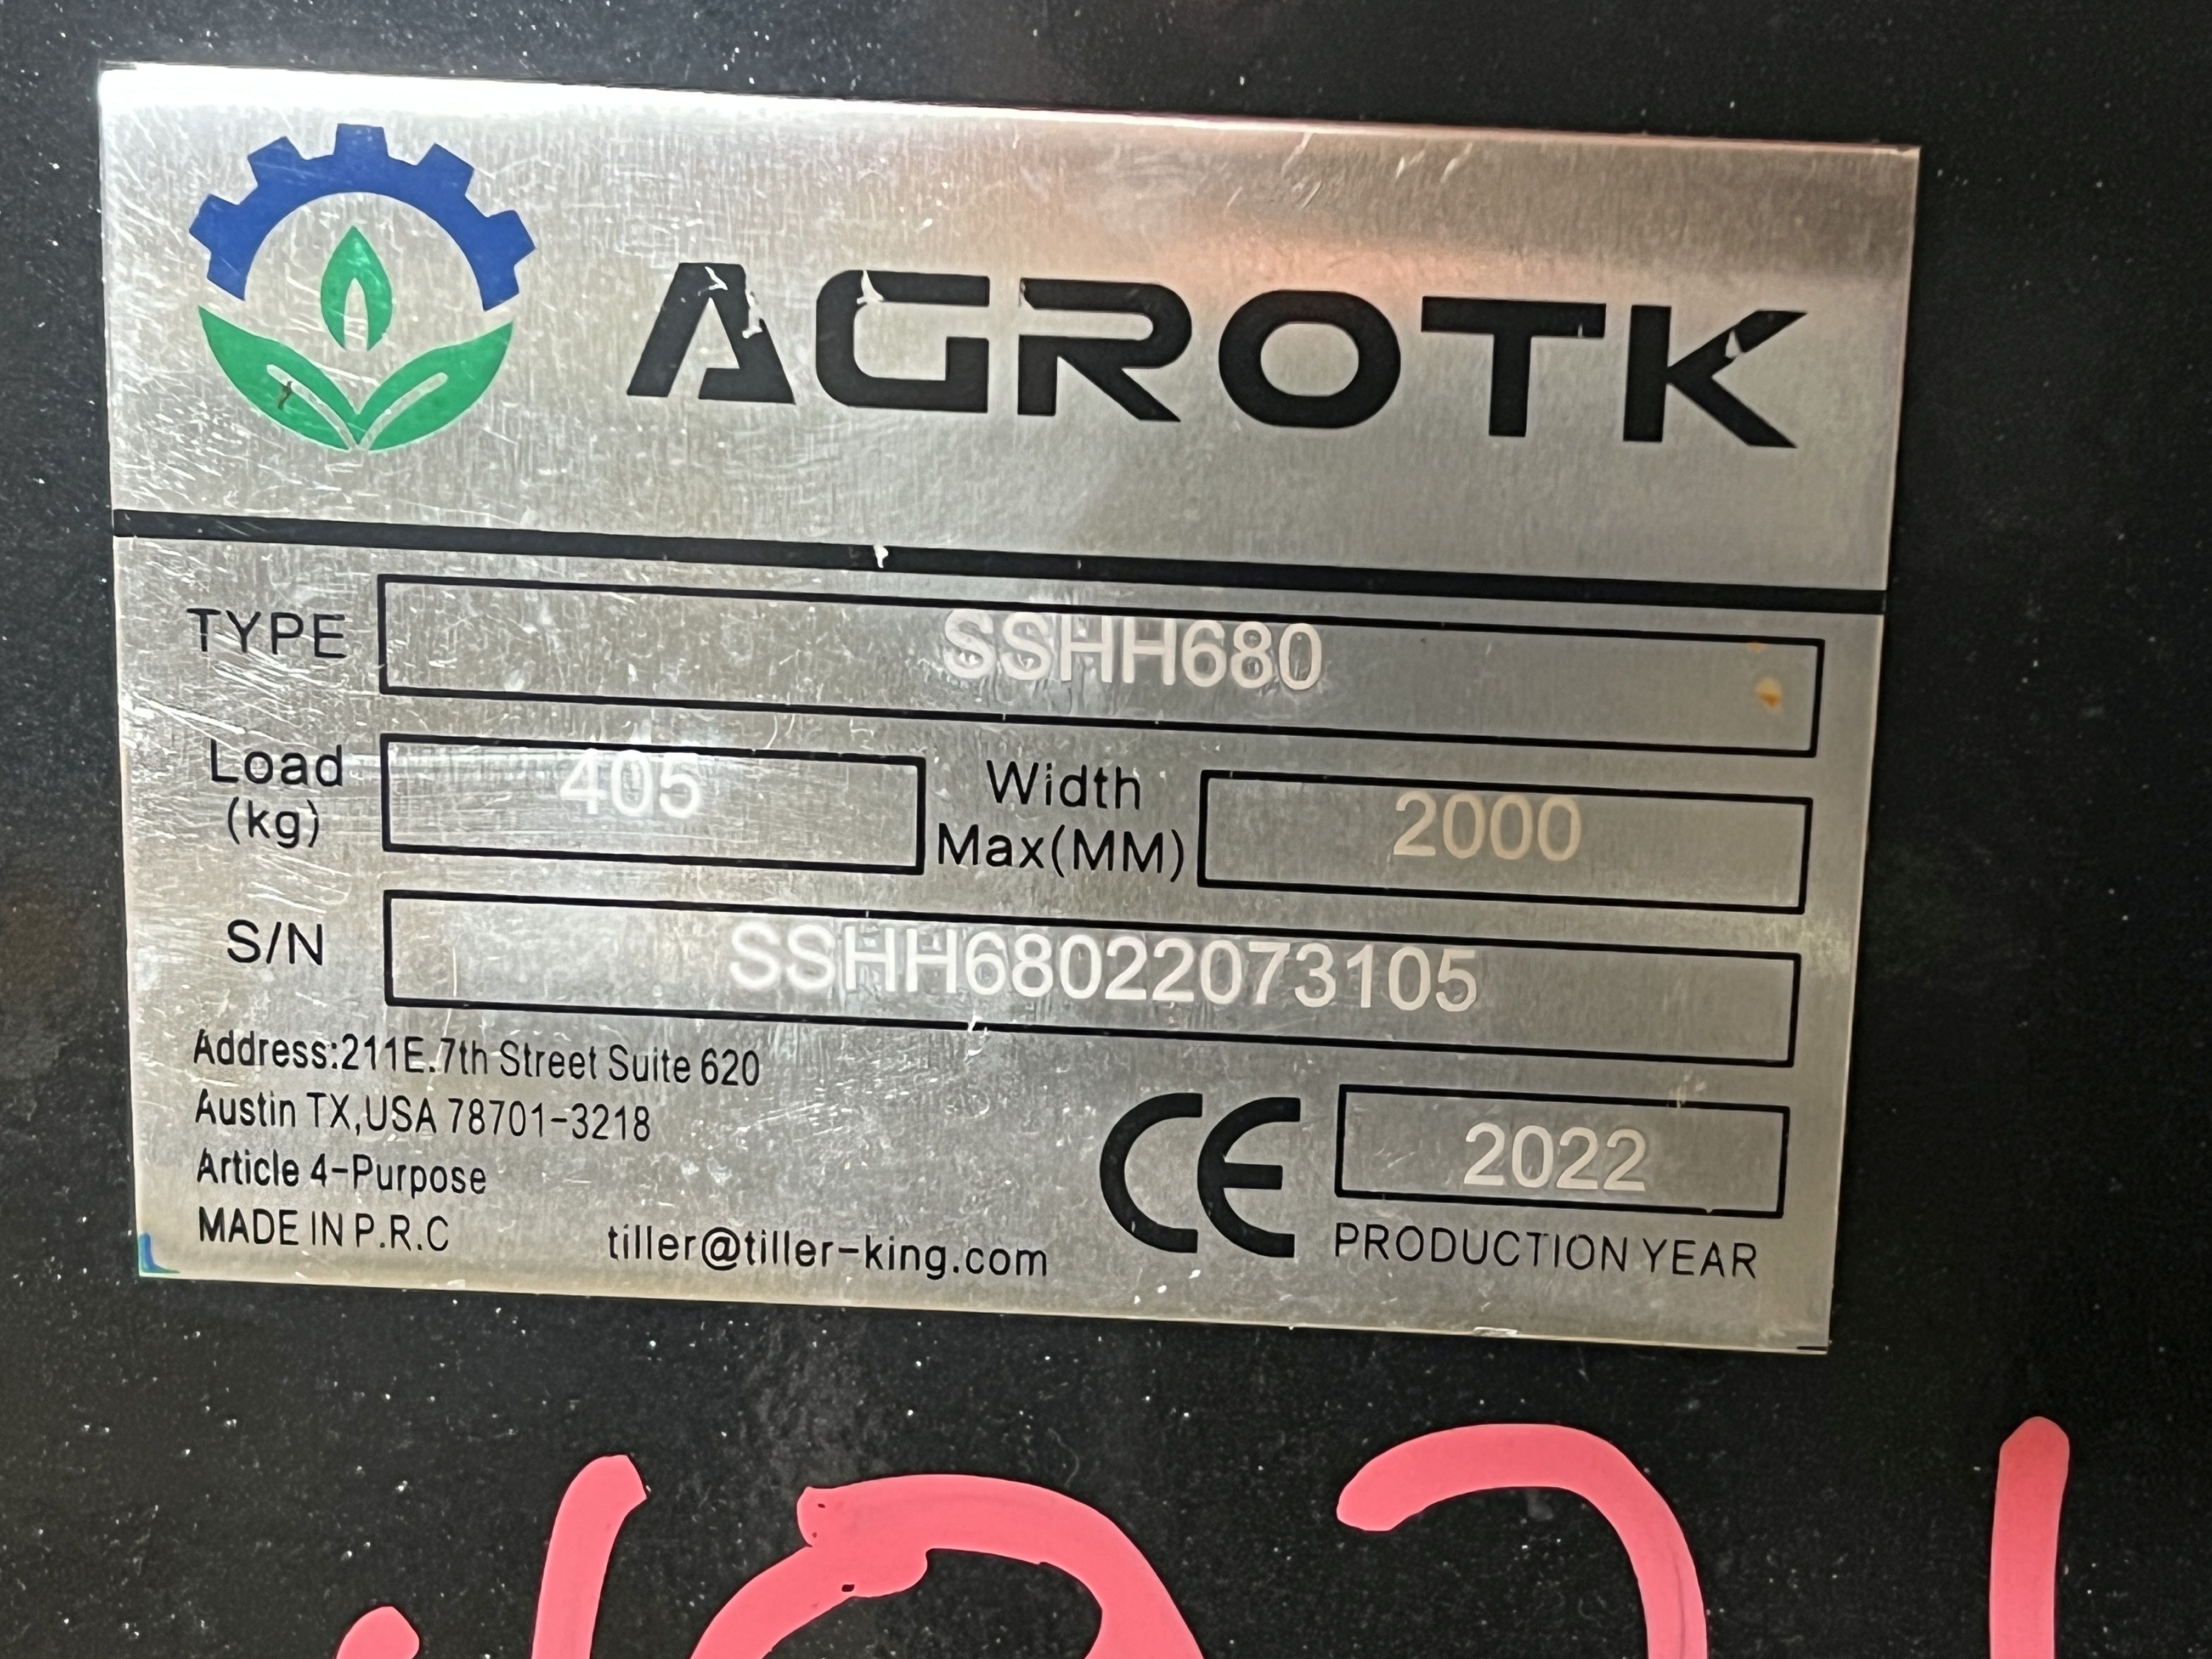 AGROTK
TYPE SSHH680
Load (kg) 405 Width Max(MM) 2000
S/N SSHH68022073105
Address:211E.7th Street Suite 620
Austin TX,USA 78701-3218
Article 4-Purpose
MADE IN P.R.C
tiller@tiller-king.com
CE 2022
PRODUCTION YEAR